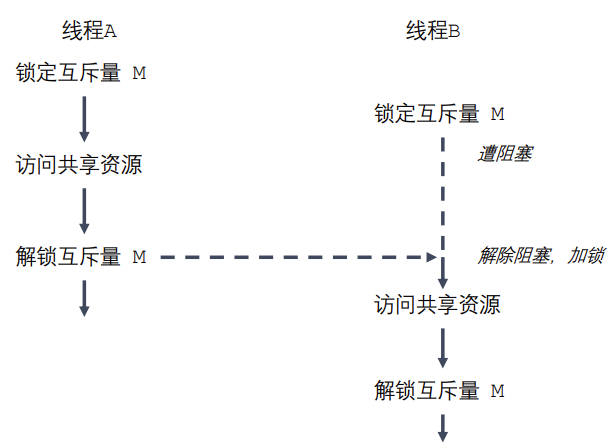 线程A
线程B
锁定互斥量 M
锁定互斥量 M
遭阻塞
访问共享资源
解锁互斥量 M
解除阻塞，加锁
访问共享资源
解锁互斥量 M